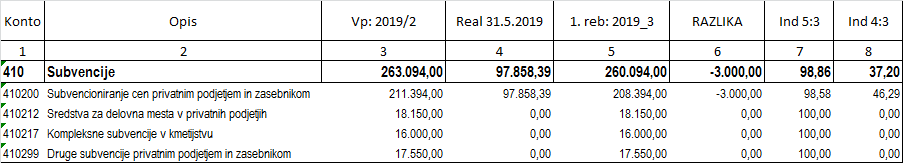 Konto Opis Vp: 2019/2 Real 31.5.2019 1. reb: 2019_3 RAZLIKA Ind 5:3 Ind 4:3
1 2 3 4 5 6 7 8
410 Subvencije 263.094,00 97.858,39 260.094,00 -3.000,00 98,86 37,20
410200 Subvencioniranje cen privatnim podjetjem in zasebnikom 211.394,00 97.858,39 208.394,00 -3.000,00 98,58 46,29
410212 Sredstva za delovna mesta v privatnih podjetjih 18.150,00 0,00 18.150,00 0,00 100,00 0,00
410217 Kompleksne subvencije v kmetijstvu 16.000,00 0,00 16.000,00 0,00 100,00 0,00
410299 Druge subvencije privatnim podjetjem in zasebnikom 17.550,00 0,00 17.550,00 0,00 100,00 0,00